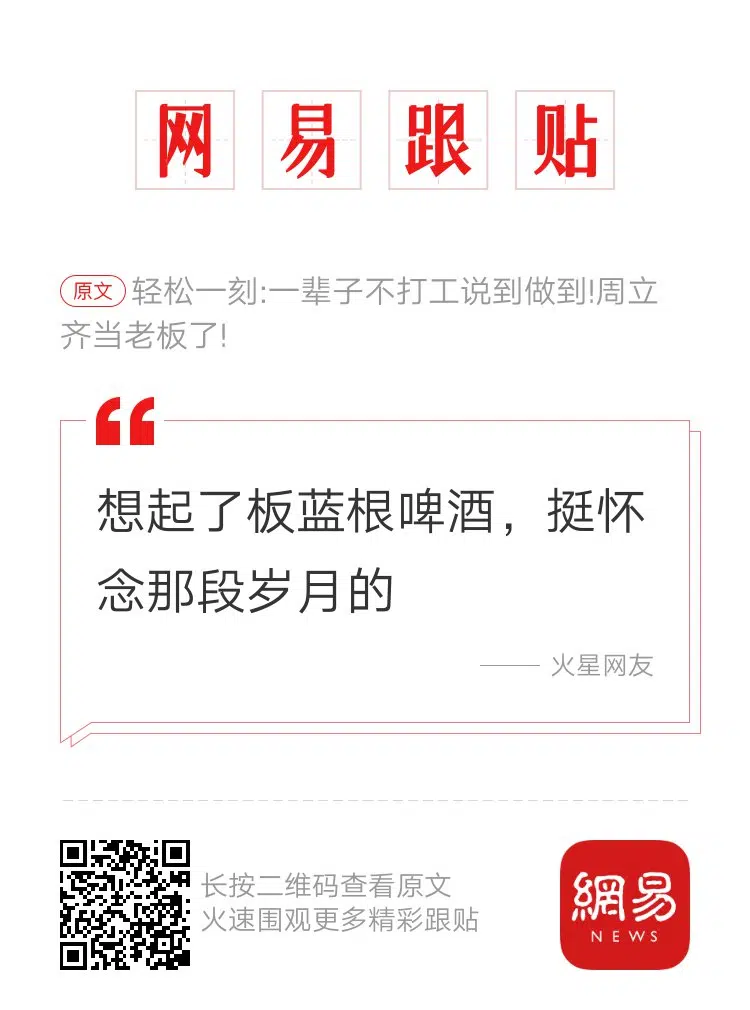 网易跟贴
原文 轻松一刻:一辈子不打工说到做到!周立
齐当老板了!
想起了板蓝根啤酒，挺怀
念那段岁月的
—— 火星网友
长按二维码查看原文
火速围观更多精彩跟贴
網易
NEWS